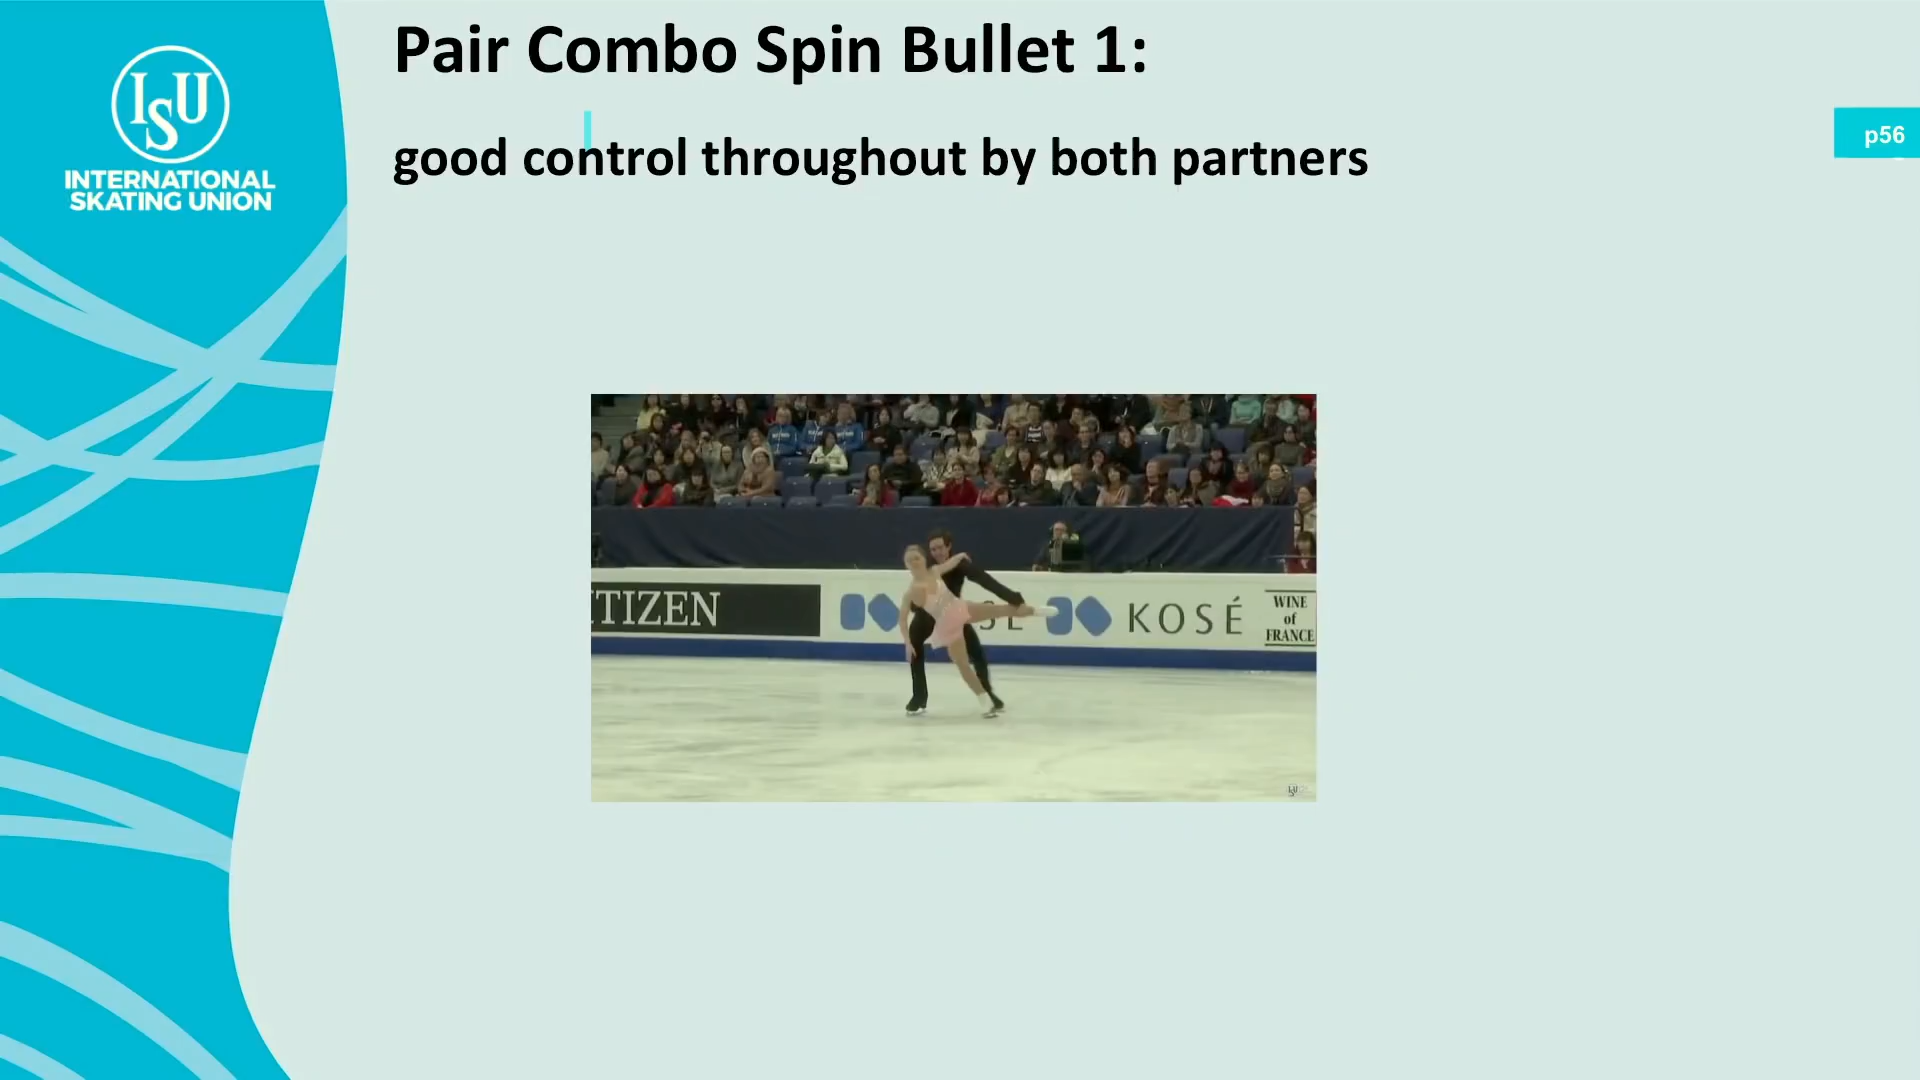 Pair Combo Spin Bullet 1:
good control throughout by both partners
p56
ISU
INTERNATIONAL
SKATING UNION
TIZEN
SE
KOSÉ
WINE
of
FRANCE